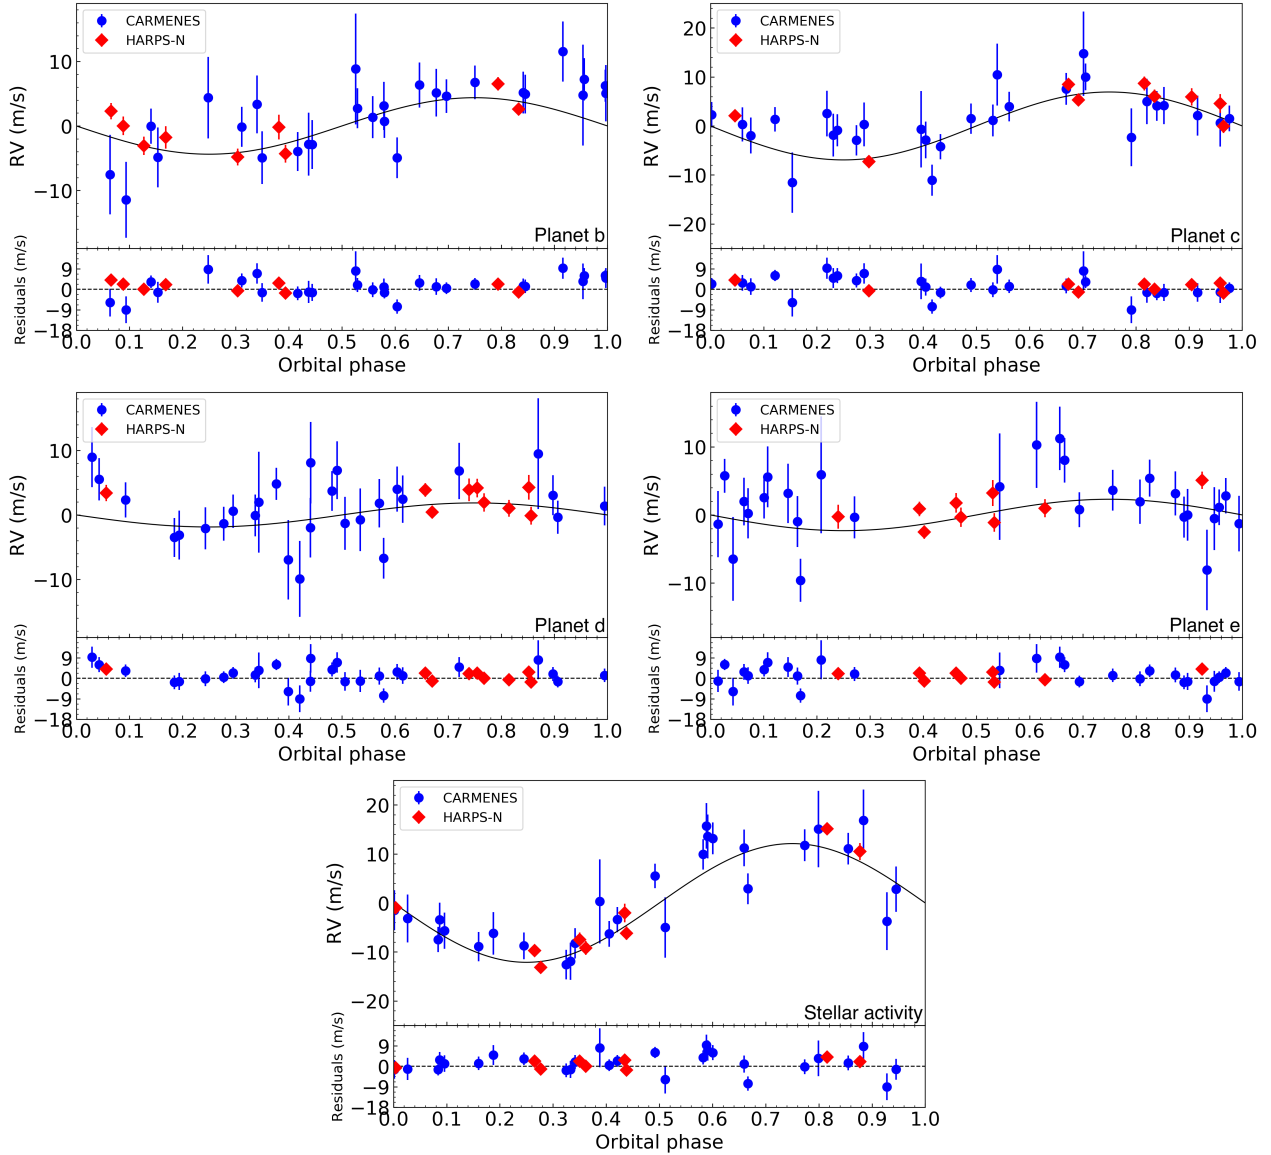 CARMENES
HARPS-N
10
0
−10
RV (m/s)
Planet b
9
0
−9
−18
Residuals (m/s)
0.0 0.1 0.2 0.3 0.4 0.5 0.6 0.7 0.8 0.9 1.0
Orbital phase
CARMENES
HARPS-N
20
10
0
−10
−20
RV (m/s)
Planet c
9
0
−9
−18
Residuals (m/s)
0.0 0.1 0.2 0.3 0.4 0.5 0.6 0.7 0.8 0.9 1.0
Orbital phase
CARMENES
HARPS-N
10
0
−10
RV (m/s)
Planet d
9
0
−9
−18
Residuals (m/s)
0.0 0.1 0.2 0.3 0.4 0.5 0.6 0.7 0.8 0.9 1.0
Orbital phase
CARMENES
HARPS-N
10
5
0
−5
−10
−15
RV (m/s)
Planet e
9
0
−9
−18
Residuals (m/s)
0.0 0.1 0.2 0.3 0.4 0.5 0.6 0.7 0.8 0.9 1.0
Orbital phase
CARMENES
HARPS-N
20
10
0
−10
−20
RV (m/s)
Stellar activity
9
0
−9
−18
Residuals (m/s)
0.0 0.1 0.2 0.3 0.4 0.5 0.6 0.7 0.8 0.9 1.0
Orbital phase